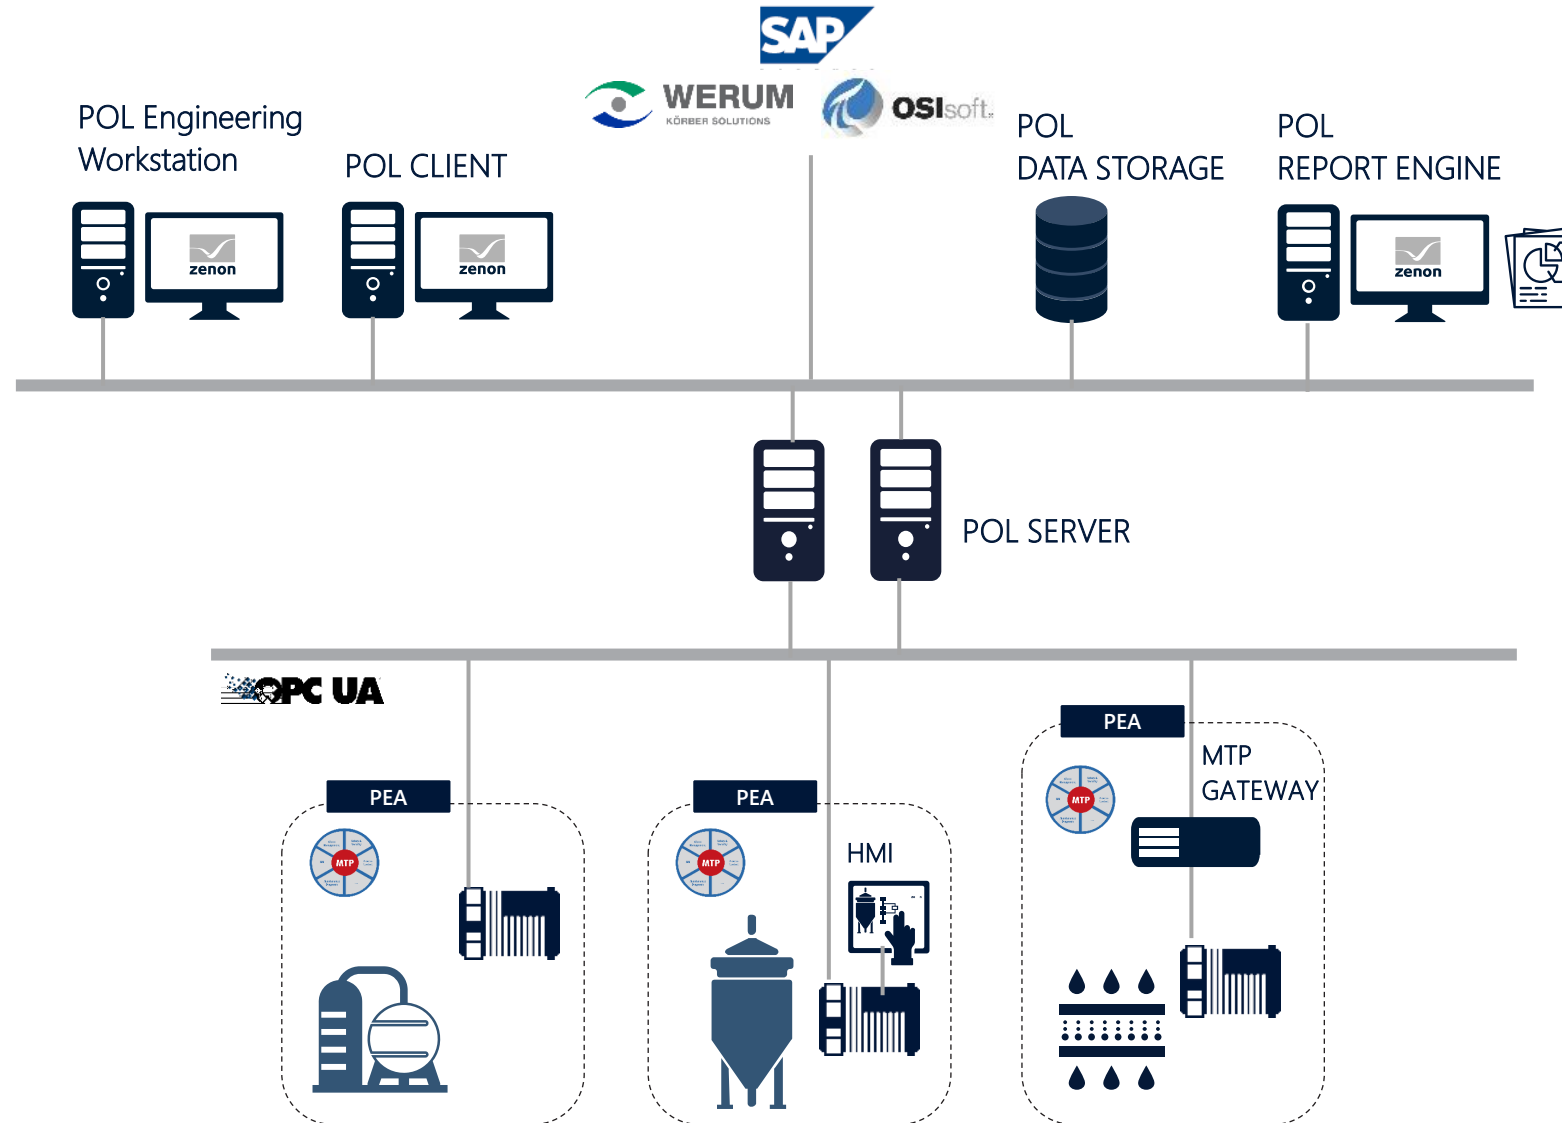 SAP
WERUM
KÖRBER SOLUTIONS
OSIsoft.
POL Engineering
Workstation
POL CLIENT
POL
DATA STORAGE
POL
REPORT ENGINE
zenon
zenon
zenon
POL SERVER
OPC UA
PEA
MTP
PEA
MTP
HMI
PEA
MTP
GATEWAY
MTP